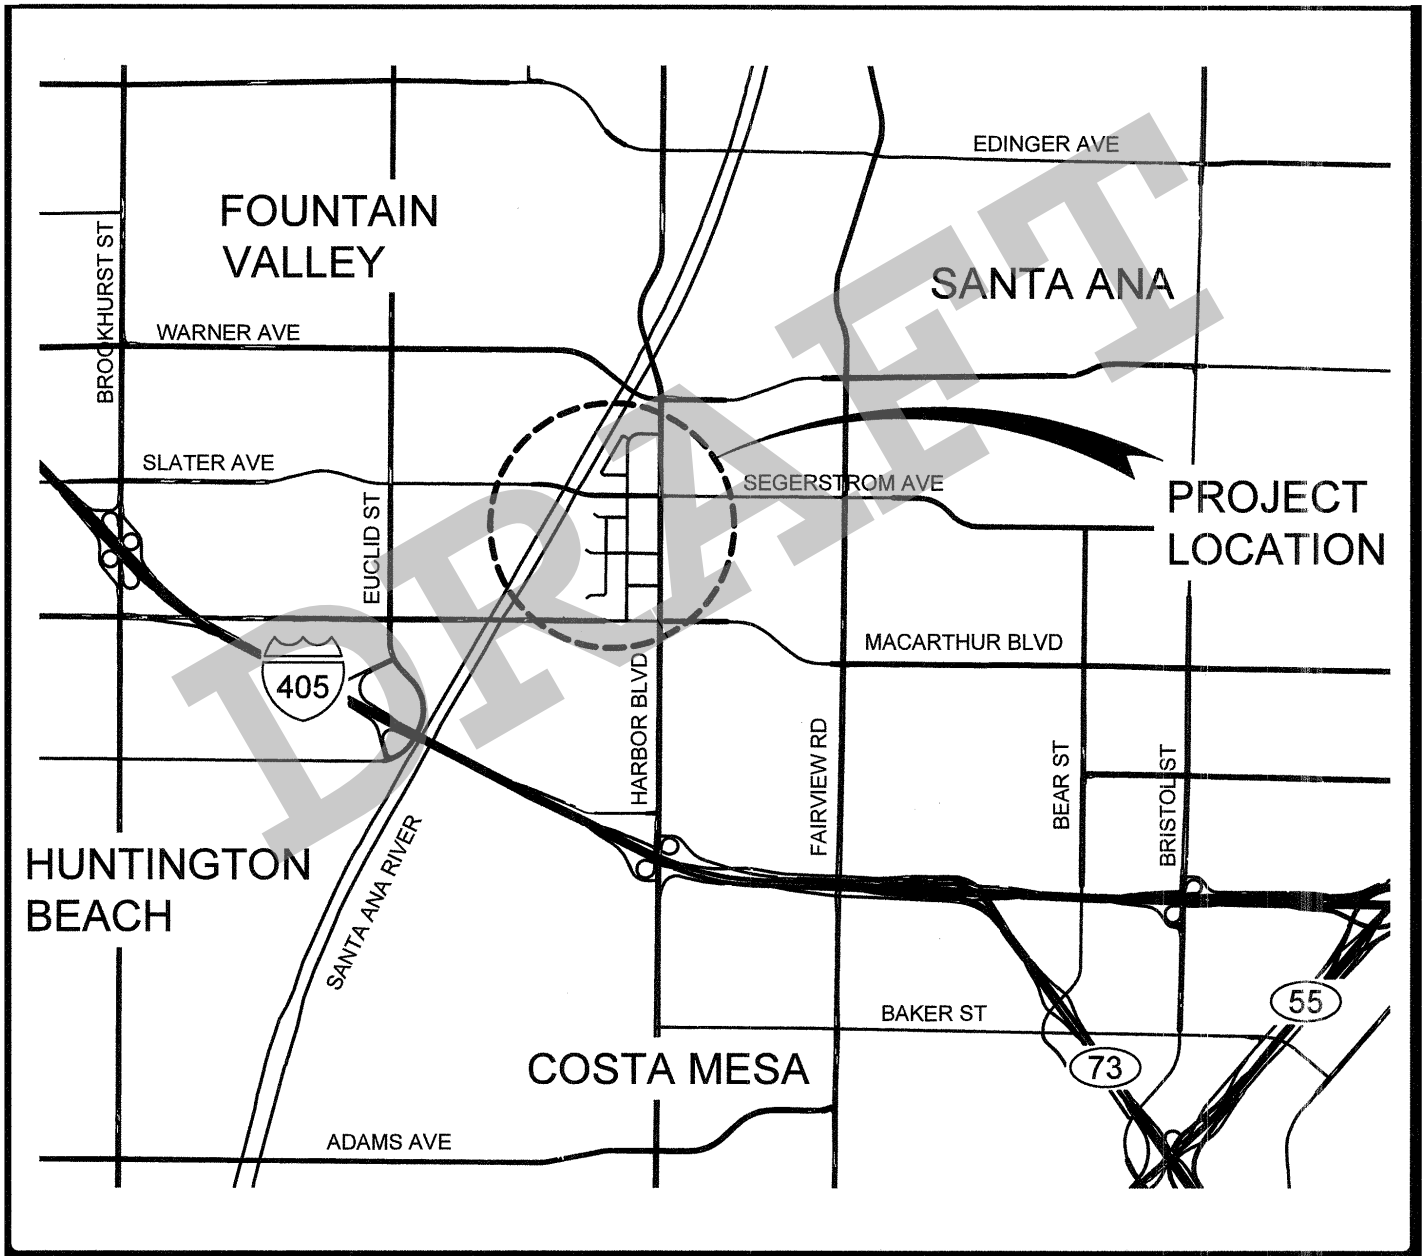 EDINGER AVE
FOUNTAIN
VALLEY
BROOKHURST ST
SANTA ANA
WARNER AVE
SLATER AVE
SEGERSTROM AVE
EUCLID ST
PROJECT
LOCATION
MACARTHUR BLVD
405
HARBOR BLVD
FAIRVIEW RD
BEAR ST
BRISTOL ST
HUNTINGTON
BEACH
SANTA ANA RIVER
55
BAKER ST
COSTA MESA
73
ADAMS AVE
DRAFT